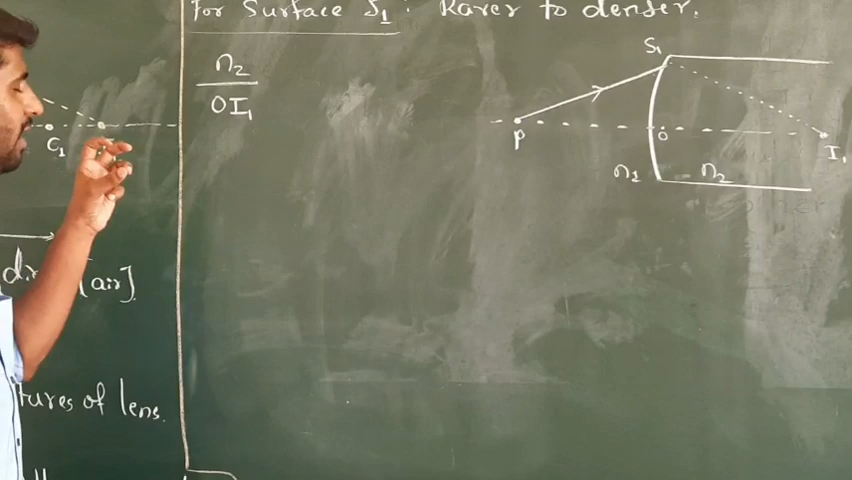 For Surface S1 : Rarer to denser.
n2
OI1
S1
P
O
I1
n1
n2
C1
[air].
tures of lens.